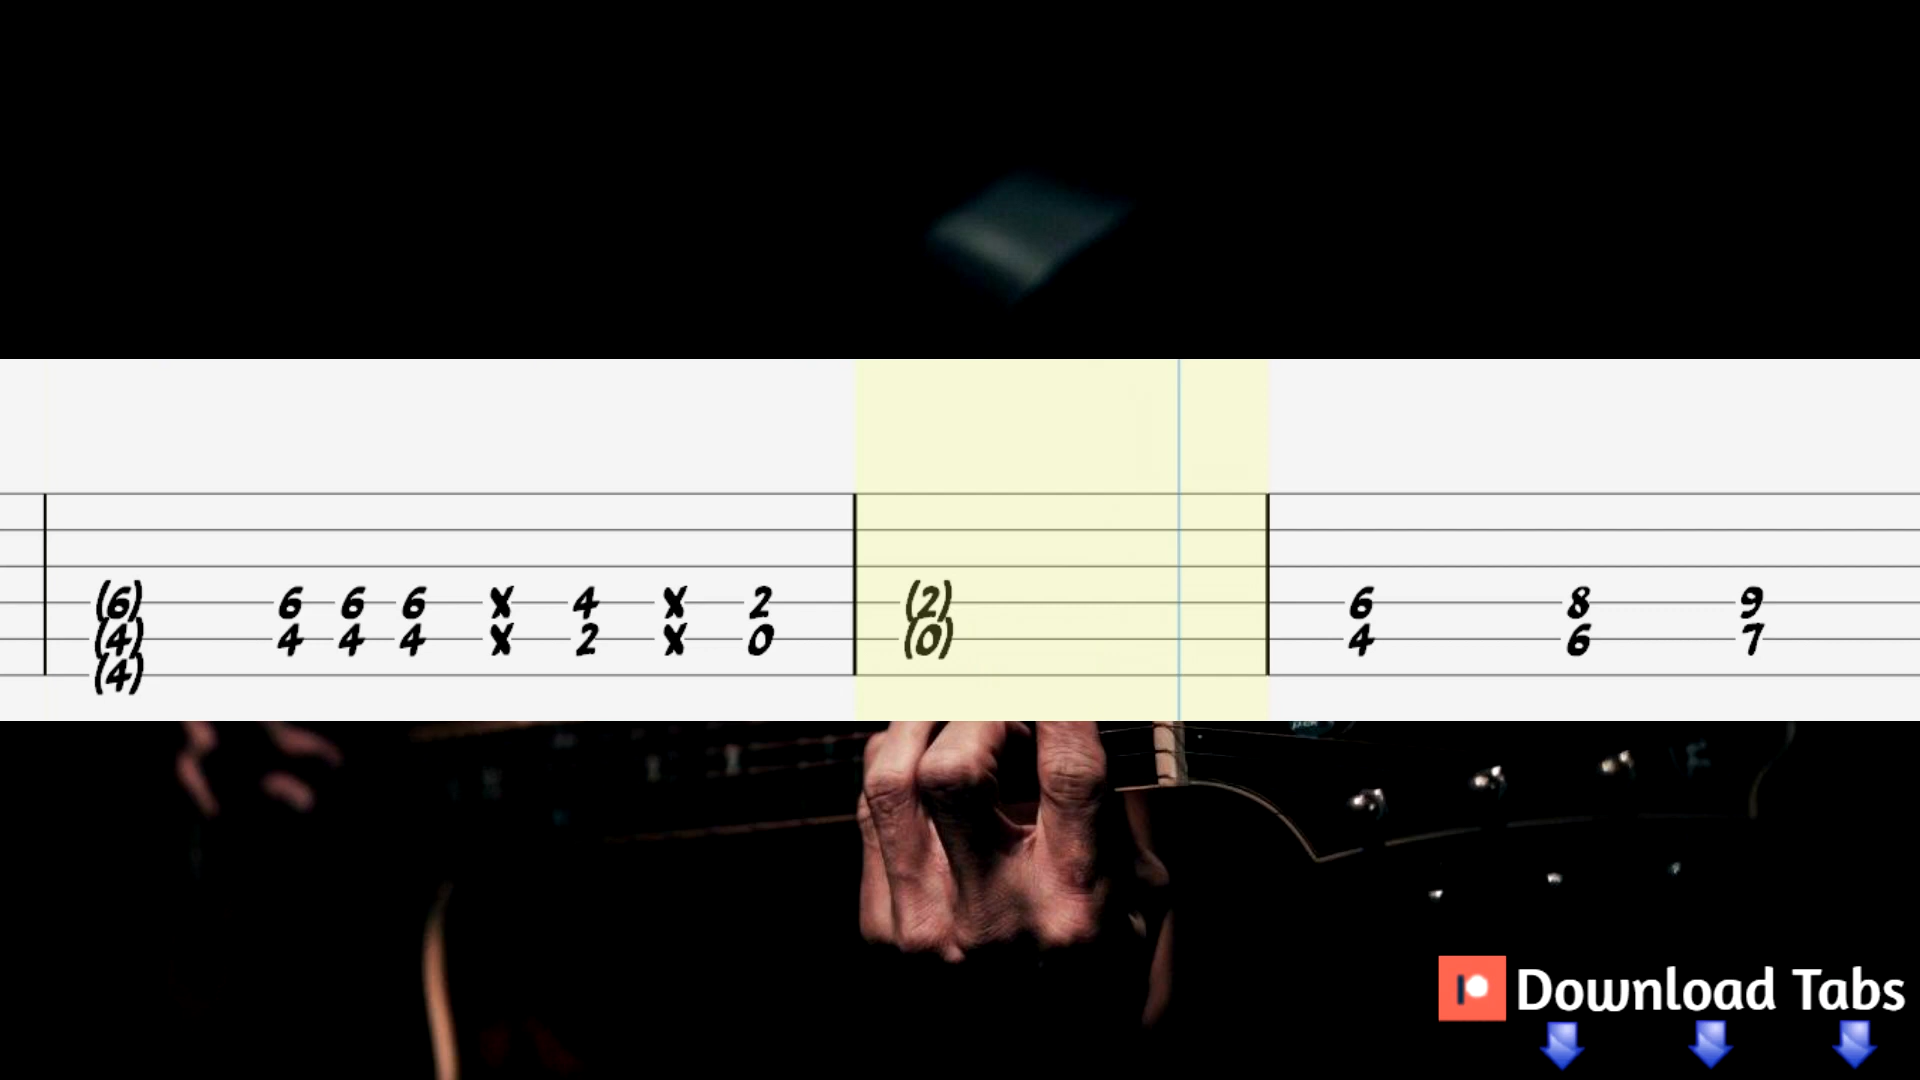 (6) 6 6 6 X 4 X 2 (2) 6 8 9
(4) 4 4 4 X 2 X 0 (0) 4 6 7
(4)
Download Tabs